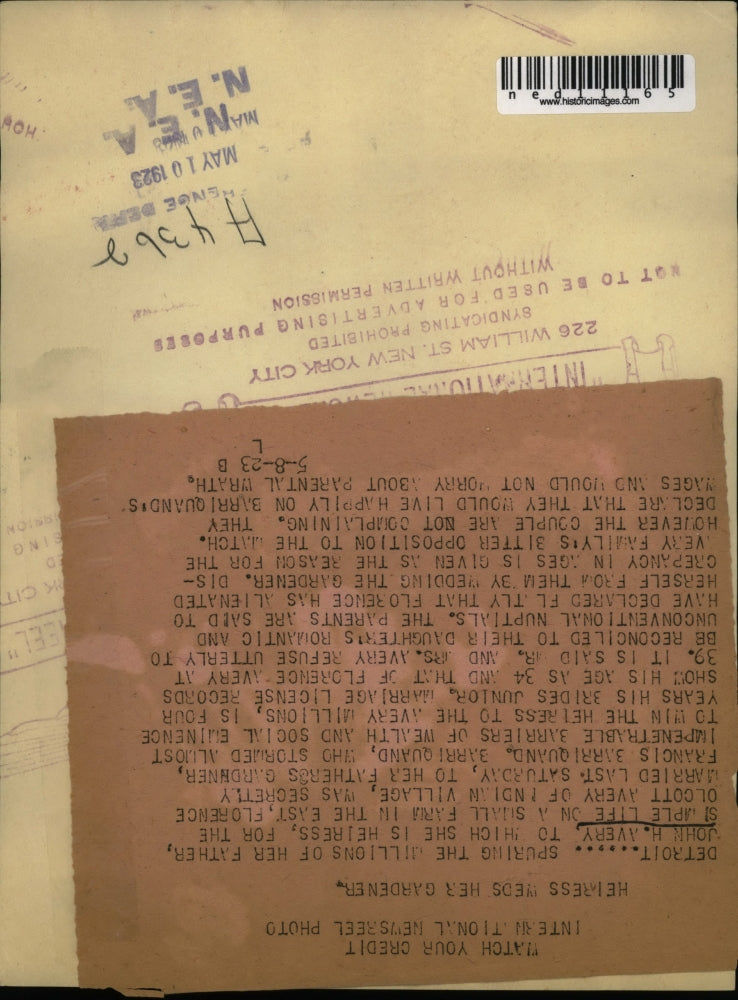 WATCH YOUR CREDIT
INTERNATIONAL NEWSREEL PHOTO
HEIRESS WEDS HER GARDENER.
DETROIT....... SPURING THE MILLIONS OF HER FATHER,
JOHN H. AVERY, TO WHICH SHE IS HEIRESS, FOR THE
SIMPLE LIFE ON A SMALL FARM IN THE EAST, FLORENCE
OLCOTT AVERY OF INDIAN VILLAGE, WAS SECRETLY
MARRIED LAST SATURDAY, TO HER FATHERS GARDNER,
FRANCIS BARRIQUAND. BARRIQUAND, WHO STORMED ALMOST
IMPENETRABLE BARRIERS OF WEALTH AND SOCIAL EMINENCE
TO WIN THE HEIRESS TO THE AVERY MILLIONS, IS FOUR
YEARS HIS BRIDES JUNIOR. MARRIAGE LICENSE RECORDS
SHOW HIS AGE AS 34 AND THAT OF FLORENCE AVERY AT
39. IT IS SAID MR. AND MRS. AVERY REFUSE UTTERLY TO
BE RECONCILED TO THEIR DAUGHTER'S ROMANTIC AND
UNCONVENTIONAL NUPTIALS. THE PARENTS ARE SAID TO
HAVE DECLARED FLATLY THAT FLORENCE HAS ALIENATED
HERSELF FROM THEM BY WEDDING THE GARDENER. DIS-
CREPANCY IN AGES IS GIVEN AS THE REASON FOR THE
AVERY FAMILY'S BITTER OPPOSITION TO THE MATCH.
HOWEVER THE COUPLE ARE NOT COMPLAINING. THEY
DECLARE THAT THEY WOULD LIVE HAPPILY ON BARRIQUAND'S
WAGES AND WOULD NOT WORRY ABOUT PARENTAL WRATH.
5-8-23 B
L
"INTERNATIONAL
226 WILLIAM ST. NEW YORK CITY
SYNDICATING PROHIBITED
NOT TO BE USED FOR ADVERTISING PURPOSES
WITHOUT WRITTEN PERMISSION
A4362
MAY 10 1923
N.E.A.
N.E.A.
REEL"
RK CITY
ned11165
www.historicimages.com